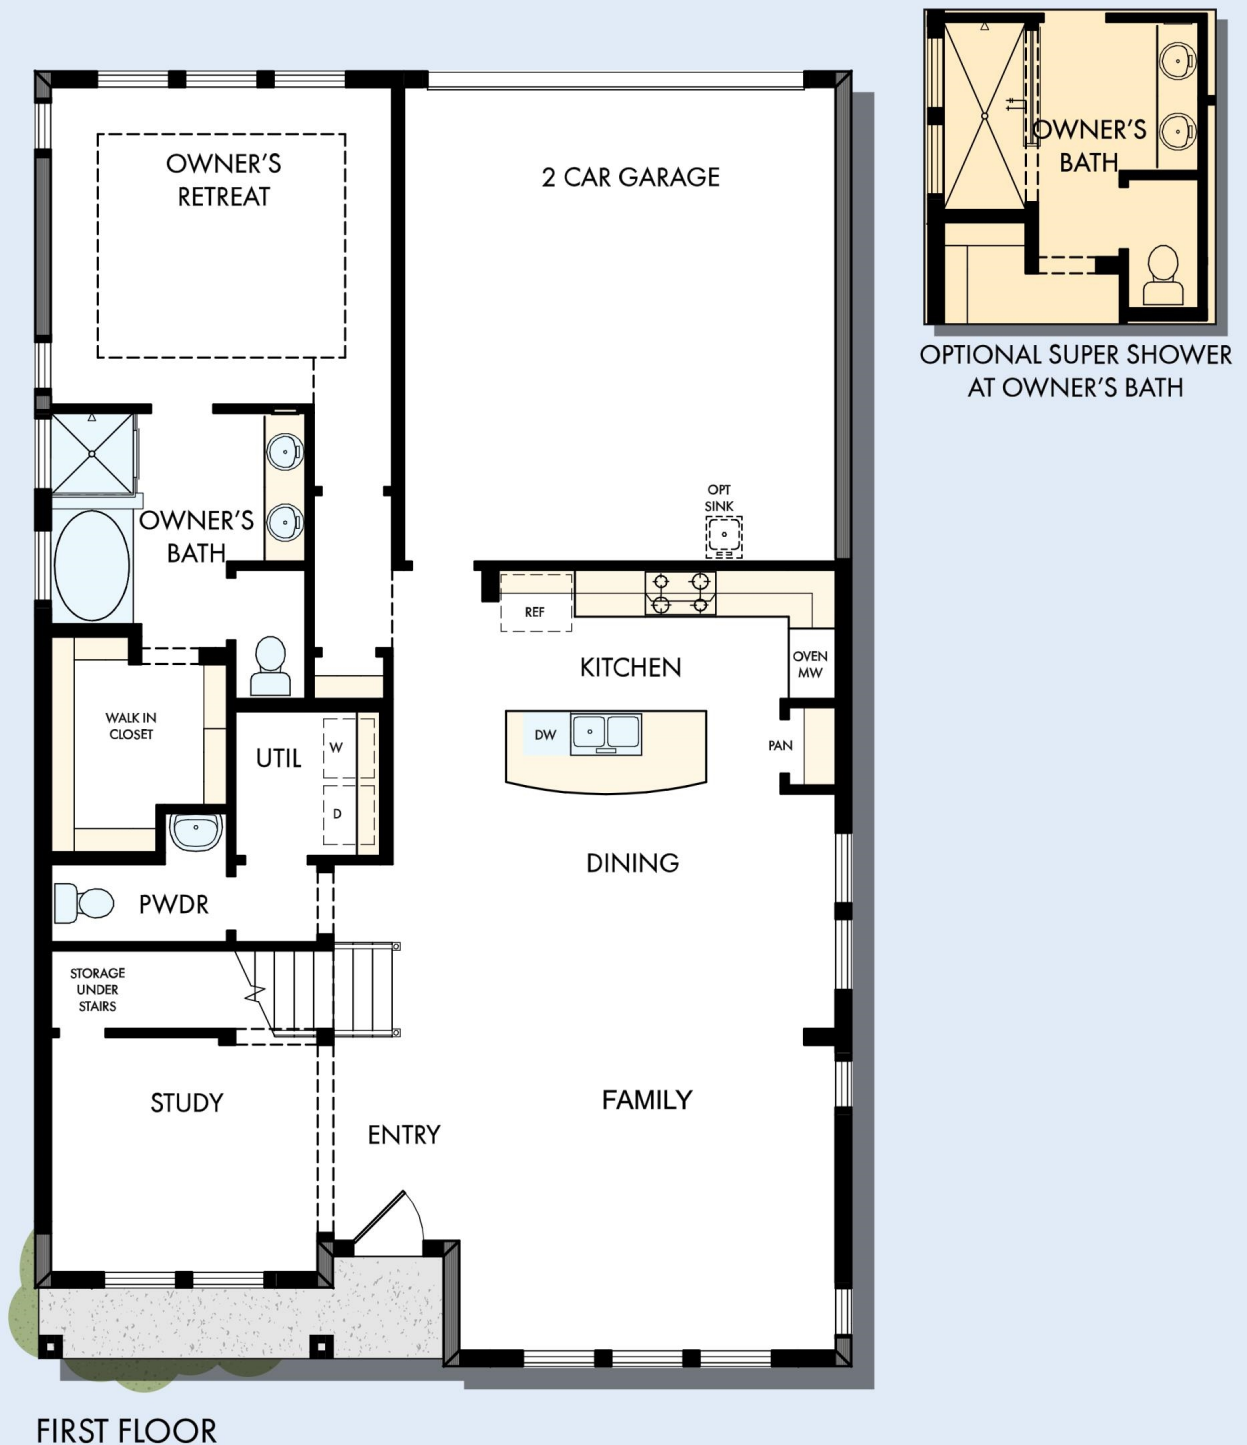 OWNER'S
RETREAT
2 CAR GARAGE
OWNER'S
BATH
OPTIONAL SUPER SHOWER
AT OWNER'S BATH
OPT
SINK
OWNER'S
BATH
REF
KITCHEN
OVEN
MW
WALK IN
CLOSET
UTIL
W
D
DW
PAN
DINING
PWDR
STORAGE
UNDER
STAIRS
STUDY
ENTRY
FAMILY
FIRST FLOOR